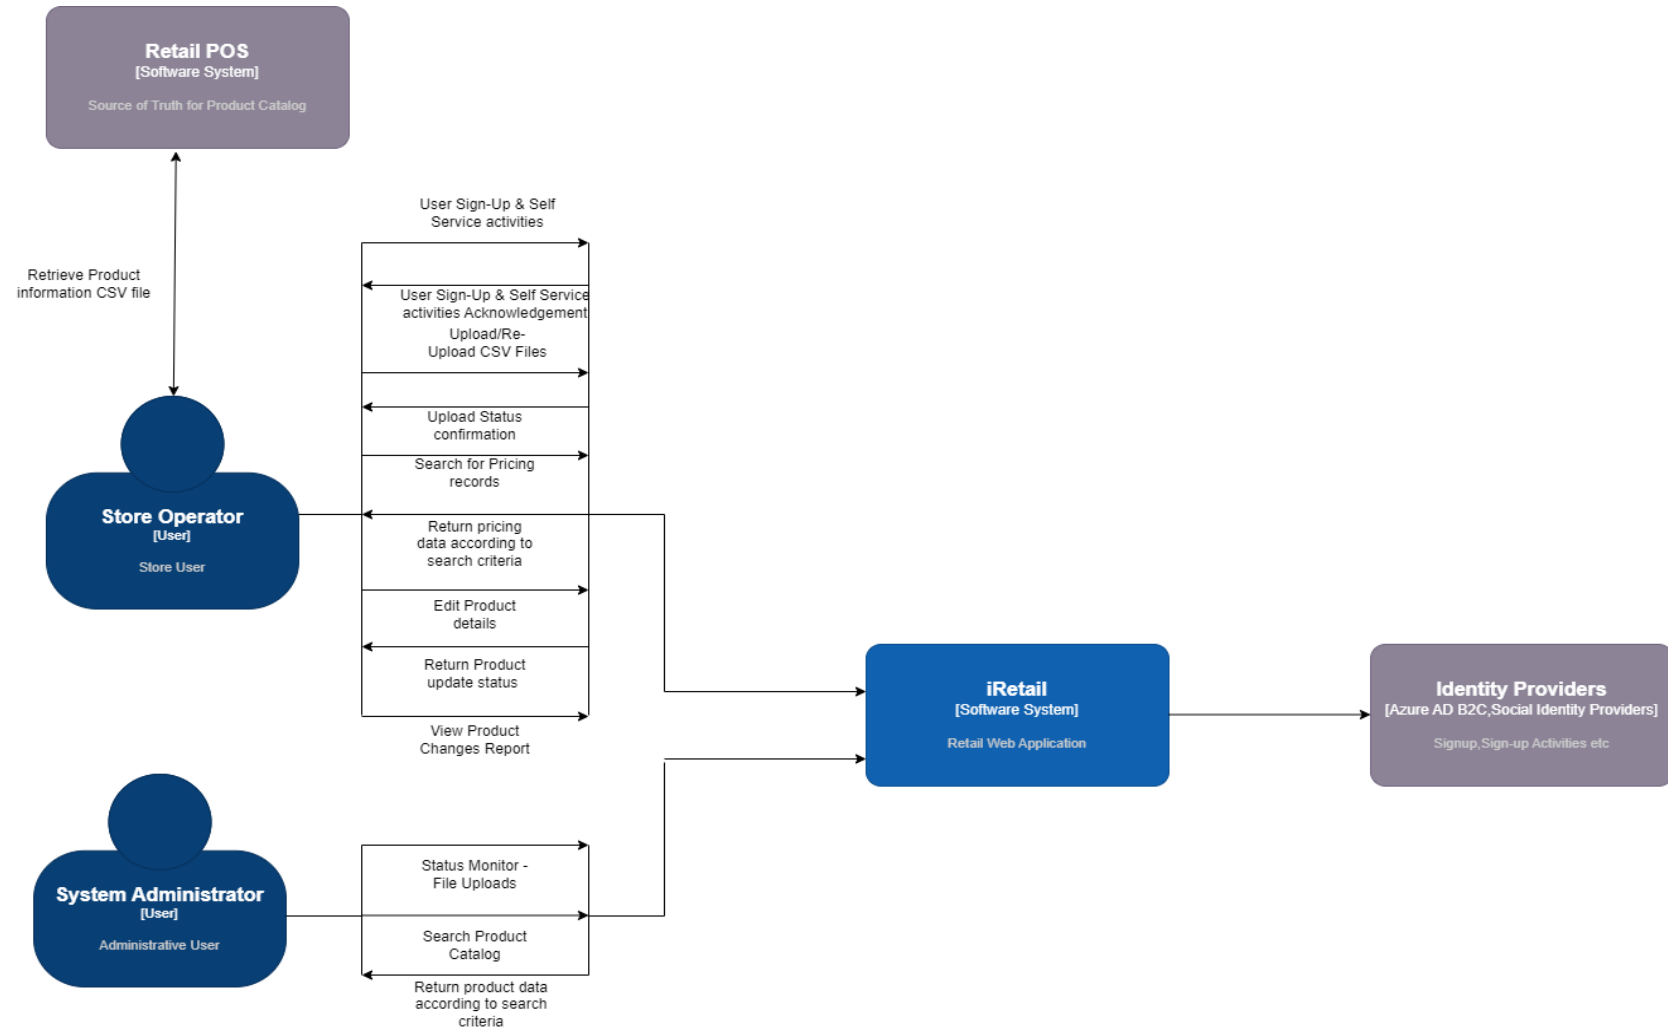 Retail POS
[Software System]
Source of Truth for Product Catalog
User Sign-Up & Self
Service activities
Retrieve Product
information CSV file
User Sign-Up & Self Service
activities Acknowledgement
Upload/Re-
Upload CSV Files
Upload Status
confirmation
Search for Pricing
records
Store Operator
[User]
Store User
Return pricing
data according to
search criteria
Edit Product
details
Return Product
update status
View Product
Changes Report
iRetail
[Software System]
Retail Web Application
Identity Providers
[Azure AD B2C,Social Identity Providers]
Signup,Sign-up Activities etc
System Administrator
[User]
Administrative User
Status Monitor -
File Uploads
Search Product
Catalog
Return product data
according to search
criteria